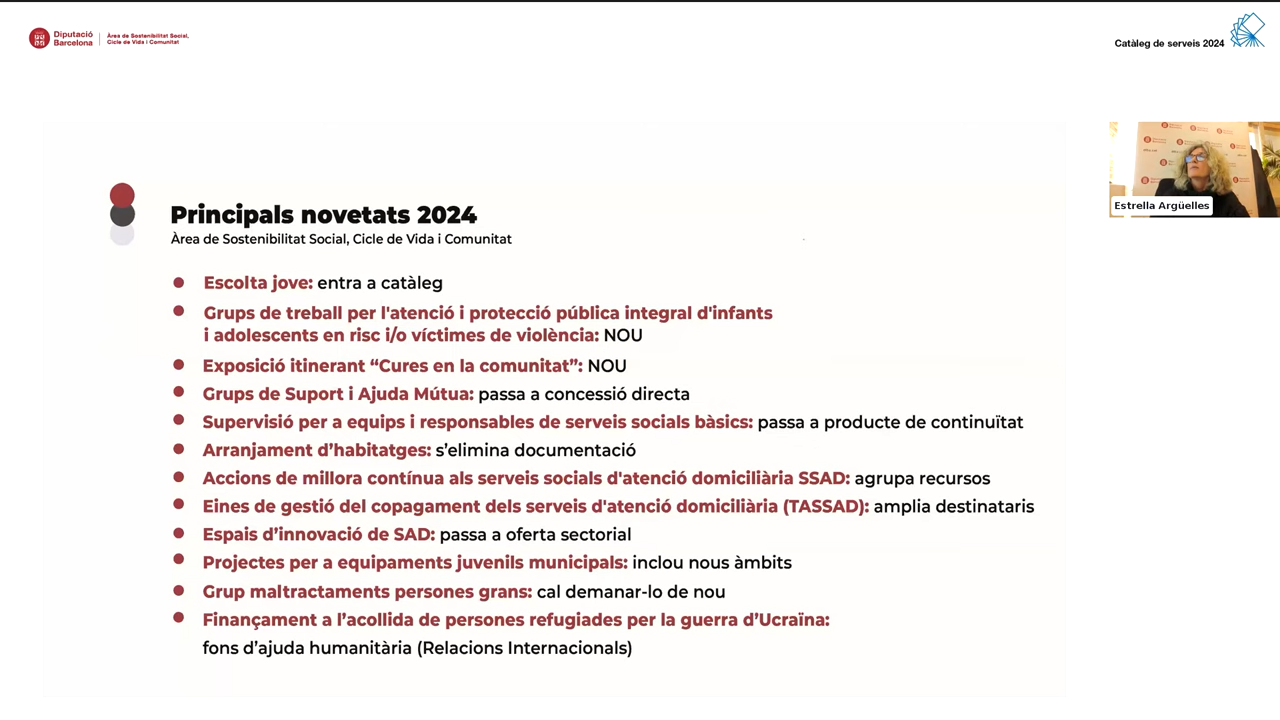 Diputació
Barcelona
Àrea de Sostenibilitat Social,
Cicle de Vida i Comunitat
Catàleg de serveis 2024
Estrella Argüelles
Principals novetats 2024
Àrea de Sostenibilitat Social, Cicle de Vida i Comunitat
Escolta jove: entra a catàleg
Grups de treball per l'atenció i protecció pública integral d'infants
i adolescents en risc i/o víctimes de violència: NOU
Exposició itinerant “Cures en la comunitat”: NOU
Grups de Suport i Ajuda Mútua: passa a concessió directa
Supervisió per a equips i responsables de serveis socials bàsics: passa a producte de continuïtat
Arranjament d’habitatges: s’elimina documentació
Accions de millora contínua als serveis socials d'atenció domiciliària SSAD: agrupa recursos
Eines de gestió del copagament dels serveis d'atenció domiciliària (TASSAD): amplia destinataris
Espais d’innovació de SAD: passa a oferta sectorial
Projectes per a equipaments juvenils municipals: inclou nous àmbits
Grup maltractaments persones grans: cal demanar-lo de nou
Finançament a l’acollida de persones refugiades per la guerra d’Ucraïna:
fons d’ajuda humanitària (Relacions Internacionals)